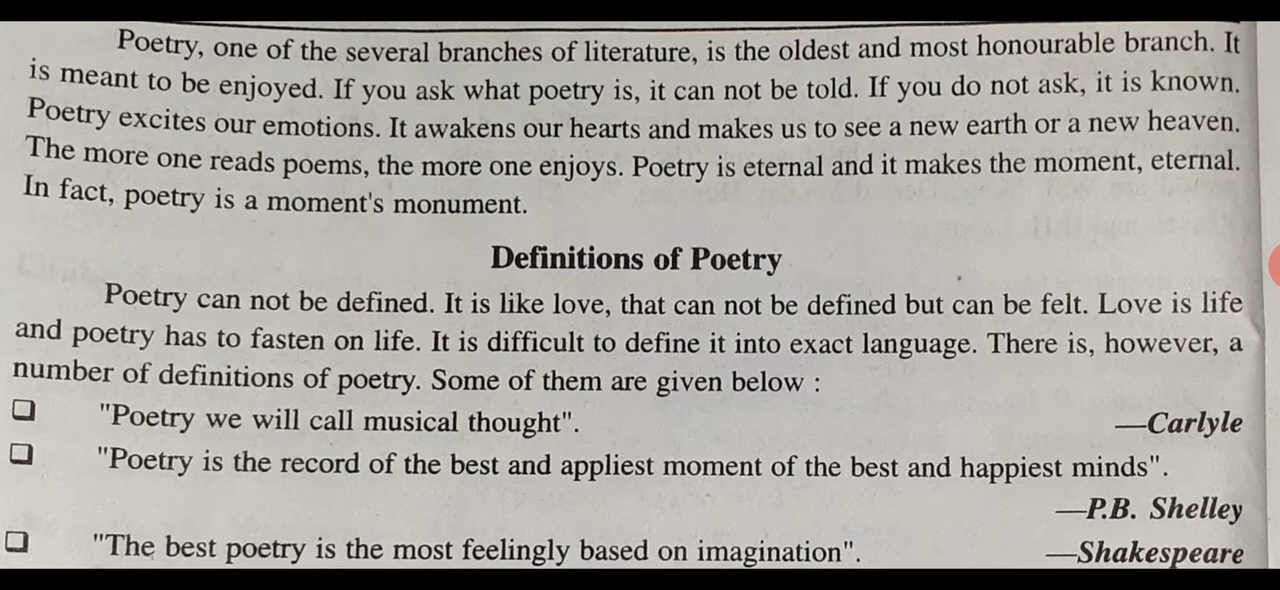 Poetry, one of the several branches of literature, is the oldest and most honourable branch. It
is meant to be enjoyed. If you ask what poetry is, it can not be told. If you do not ask, it is known.
Poetry excites our emotions. It awakens our hearts and makes us to see a new earth or a new heaven.
The more one reads poems, the more one enjoys. Poetry is eternal and it makes the moment, eternal.
In fact, poetry is a moment's monument.
Definitions of Poetry
Poetry can not be defined. It is like love, that can not be defined but can be felt. Love is life
and poetry has to fasten on life. It is difficult to define it into exact language. There is, however, a
number of definitions of poetry. Some of them are given below :
❑ "Poetry we will call musical thought". —Carlyle
❑ "Poetry is the record of the best and appliest moment of the best and happiest minds".
—P.B. Shelley
❑ "The best poetry is the most feelingly based on imagination". —Shakespeare